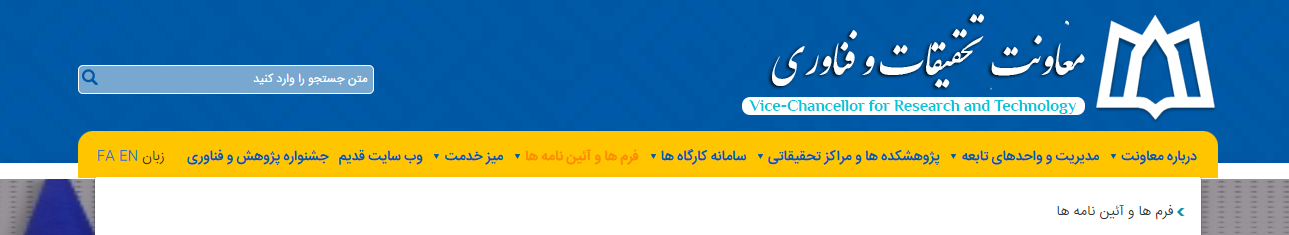 معاونت تحقیقات و فناوری
Vice-Chancellor for Research and Technology
متن جستجو را وارد کنید
درباره معاونت مدیریت و واحدهای تابعه پژوهشکده ها و مراکز تحقیقاتی سامانه کارگاه ها فرم ها و آئین نامه ها میز خدمت وب سایت قدیم جشنواره پژوهش و فناوری زبان FA EN
فرم ها و آئین نامه ها